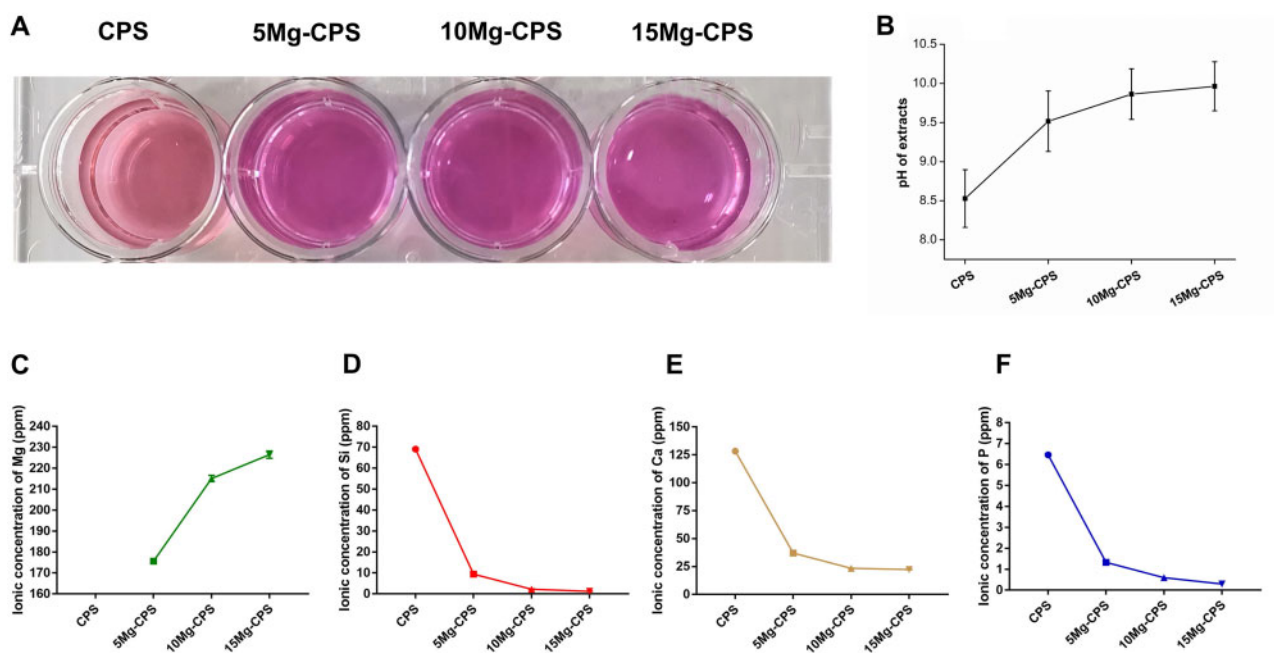 A
CPS
5Mg-CPS
10Mg-CPS
15Mg-CPS
B
pH of extracts
10.5
10.0
9.5
9.0
8.5
8.0
CPS
5Mg-CPS
10Mg-CPS
15Mg-CPS
C
Ionic concentration of Mg (ppm)
240
230
220
210
200
190
180
170
160
CPS
5Mg-CPS
10Mg-CPS
15Mg-CPS
D
Ionic concentration of Si (ppm)
80
70
60
50
40
30
20
10
0
CPS
5Mg-CPS
10Mg-CPS
15Mg-CPS
E
Ionic concentration of Ca (ppm)
150
125
100
75
50
25
0
CPS
5Mg-CPS
10Mg-CPS
15Mg-CPS
F
Ionic concentration of P (ppm)
8
7
6
5
4
3
2
1
0
CPS
5Mg-CPS
10Mg-CPS
15Mg-CPS